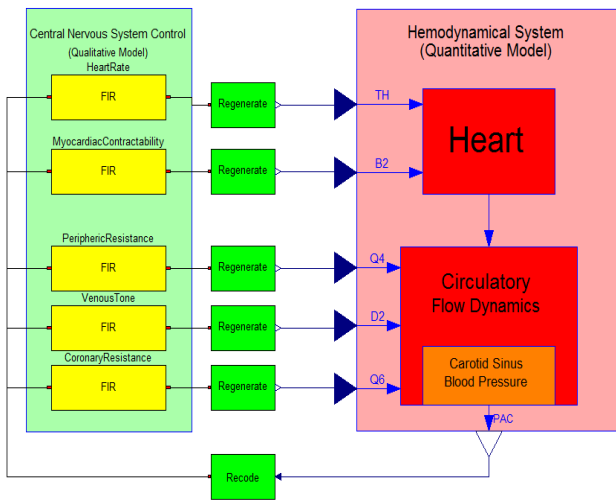 Central Nervous System Control
(Qualitative Model)
HeartRate
FIR
Regenerate
TH
MyocardiacContractability
FIR
Regenerate
B2
PeriphericResistance
FIR
Regenerate
Q4
VenousTone
FIR
Regenerate
D2
CoronaryResistance
FIR
Regenerate
Q6
Hemodynamical System
(Quantitative Model)
Heart
Circulatory
Flow Dynamics
Carotid Sinus
Blood Pressure
PAC
Recode